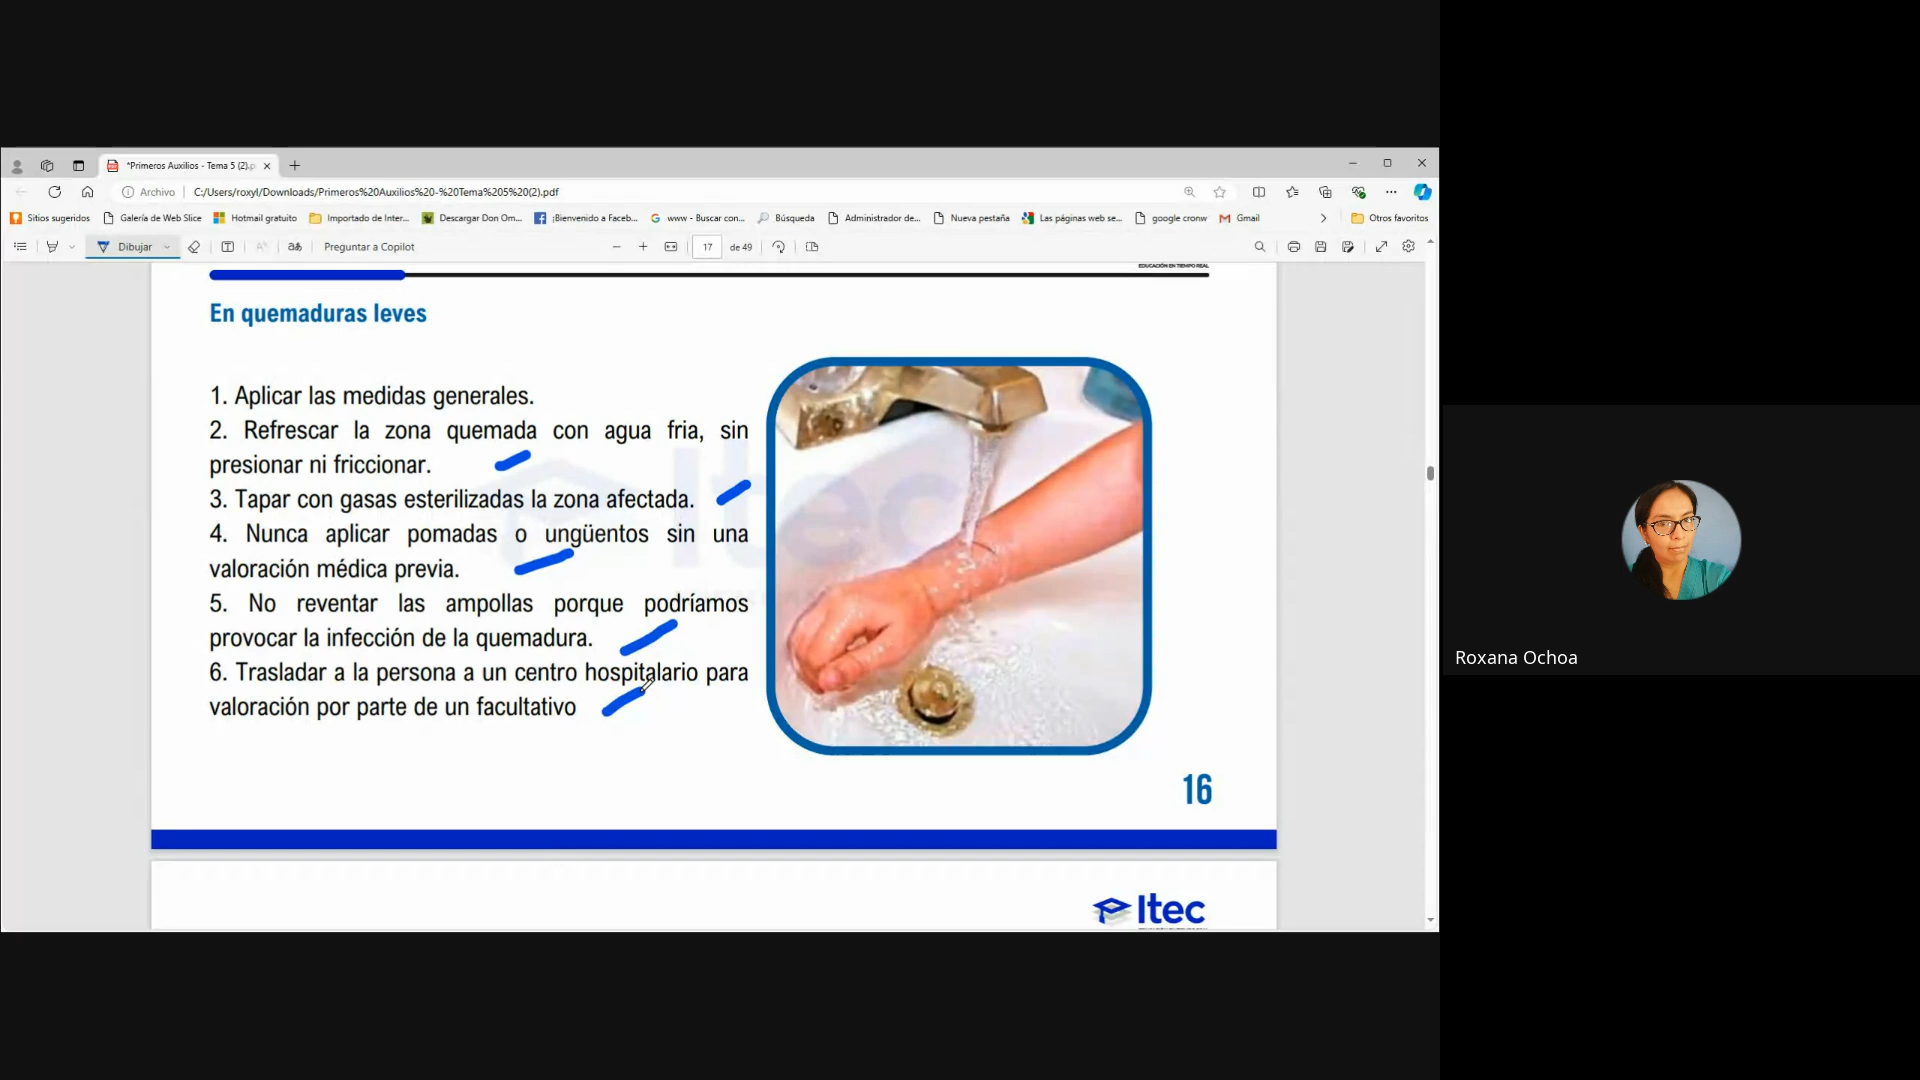 *Primeros Auxilios - Tema 5 (2).p
Archivo
C:/Users/roxyl/Downloads/Primeros%20Auxilios%20-%20Tema%205%20(2).pdf
Sitios sugeridos
Galería de Web Slice
Hotmail gratuito
Importado de Inter...
Descargar Don Om...
¡Bienvenido a Faceb...
www - Buscar con...
Búsqueda
Administrador de...
Nueva pestaña
Las páginas web se...
google cronw
Gmail
Otros favoritos
Dibujar
Preguntar a Copilot
17 de 49
EDUCACIÓN EN TIEMPO REAL
En quemaduras leves
1. Aplicar las medidas generales.
2. Refrescar la zona quemada con agua fria, sin
presionar ni friccionar.
3. Tapar con gasas esterilizadas la zona afectada.
4. Nunca aplicar pomadas o ungüentos sin una
valoración médica previa.
5. No reventar las ampollas porque podríamos
provocar la infección de la quemadura.
6. Trasladar a la persona a un centro hospitalario para
valoración por parte de un facultativo
Itec
16
Itec
Roxana Ochoa